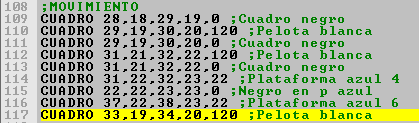 108 ;MOVIMIENTO
109 CUADRO 28,18,29,19,0 ;Cuadro negro
110 CUADRO 29,19,30,20,120 ;Pelota blanca
111 CUADRO 29,19,30,20,0 ;Cuadro negro
112 CUADRO 31,21,32,22,120 ;Pelota blanca
113 CUADRO 31,21,32,22,0 ;Cuadro negro
114 CUADRO 31,22,32,23,22 ;Plataforma azul 4
115 CUADRO 22,22,23,23,0 ;Negro en p azul
116 CUADRO 37,22,38,23,22 ;Plataforma azul 6
117 CUADRO 33,19,34,20,120 ;Pelota blanca